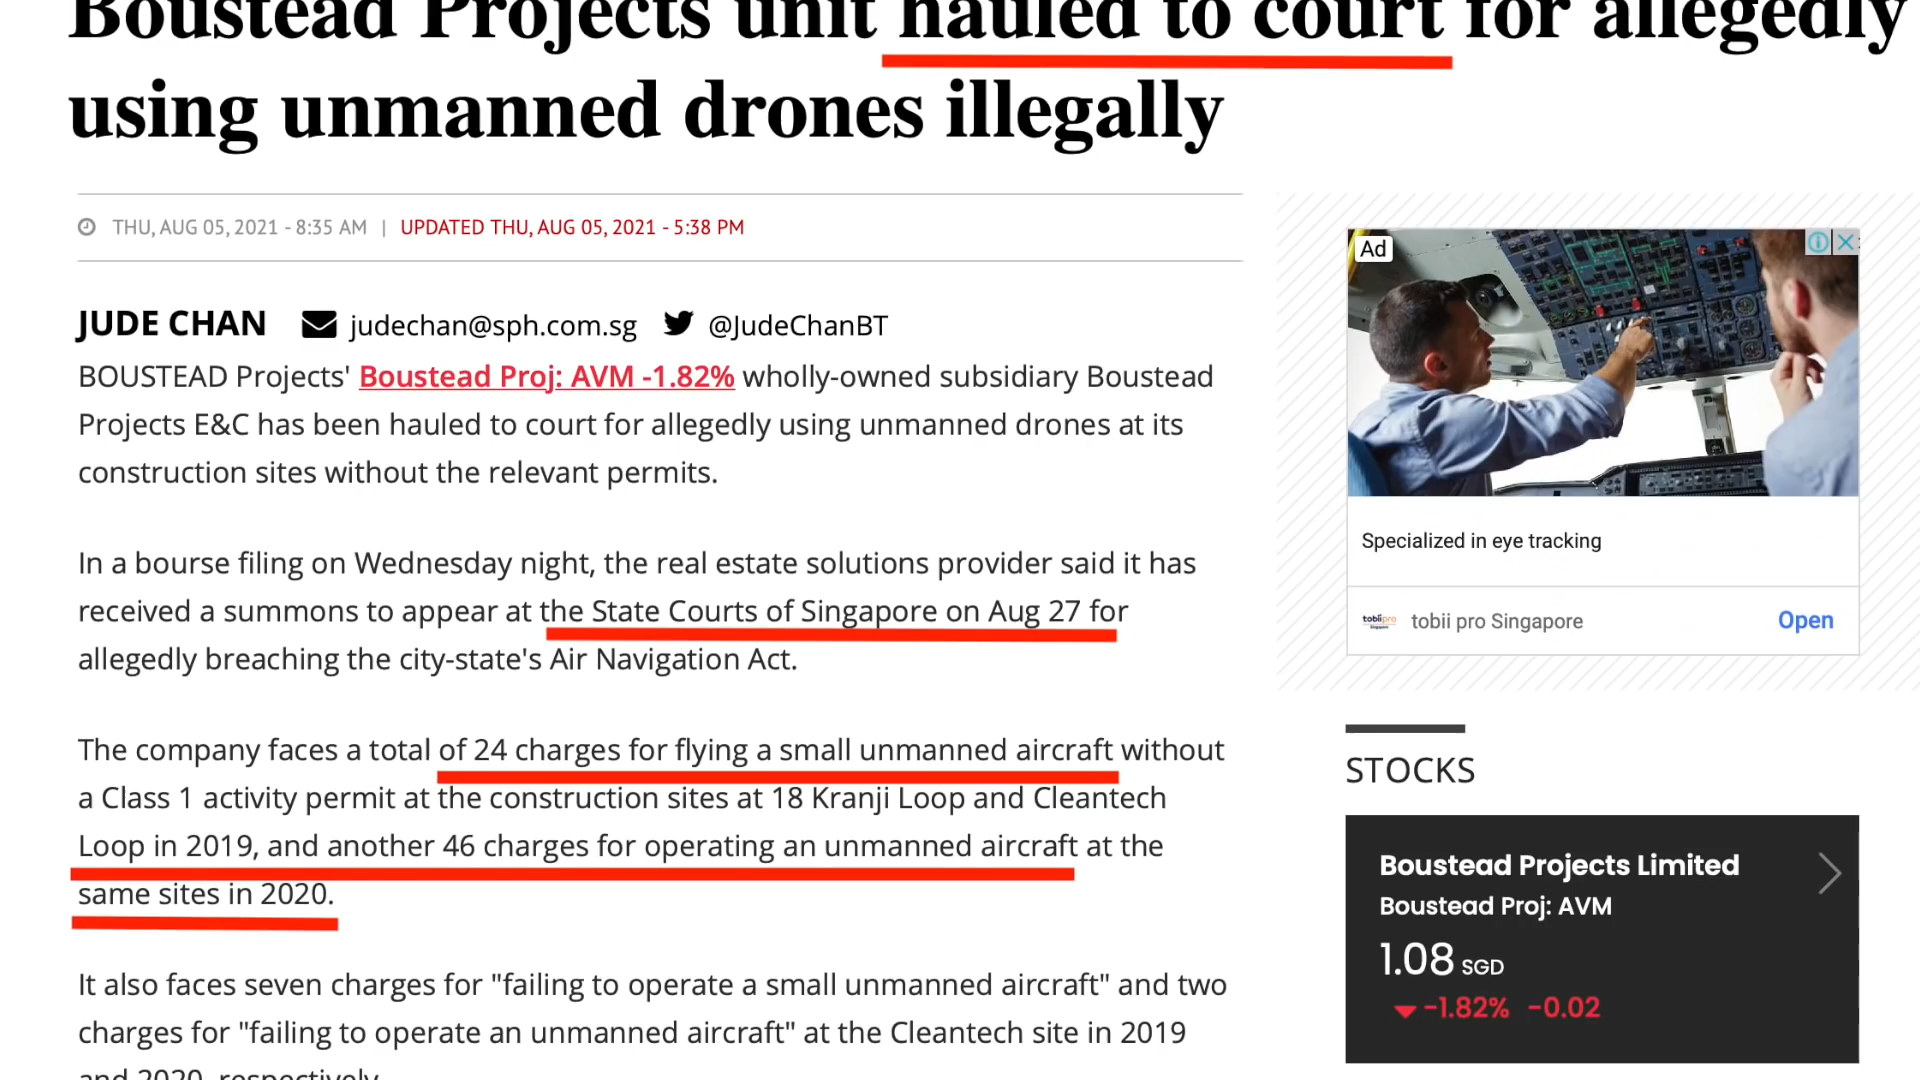 Boustead Projects unit hauled to court for allegedly
using unmanned drones illegally
THU, AUG 05, 2021 - 8:35 AM | UPDATED THU, AUG 05, 2021 - 5:38 PM
JUDE CHAN judechan@sph.com.sg @JudeChanBT
BOUSTEAD Projects' Boustead Proj: AVM -1.82% wholly-owned subsidiary Boustead
Projects E&C has been hauled to court for allegedly using unmanned drones at its
construction sites without the relevant permits.
In a bourse filing on Wednesday night, the real estate solutions provider said it has
received a summons to appear at the State Courts of Singapore on Aug 27 for
allegedly breaching the city-state's Air Navigation Act.
The company faces a total of 24 charges for flying a small unmanned aircraft without
a Class 1 activity permit at the construction sites at 18 Kranji Loop and Cleantech
Loop in 2019, and another 46 charges for operating an unmanned aircraft at the
same sites in 2020.
It also faces seven charges for "failing to operate a small unmanned aircraft" and two
charges for "failing to operate an unmanned aircraft" at the Cleantech site in 2019
and 2020, respectively.
Ad
Specialized in eye tracking
tobii pro Singapore
tobii pro Singapore Open
STOCKS
Boustead Projects Limited
Boustead Proj: AVM
1.08 SGD
-1.82% -0.02